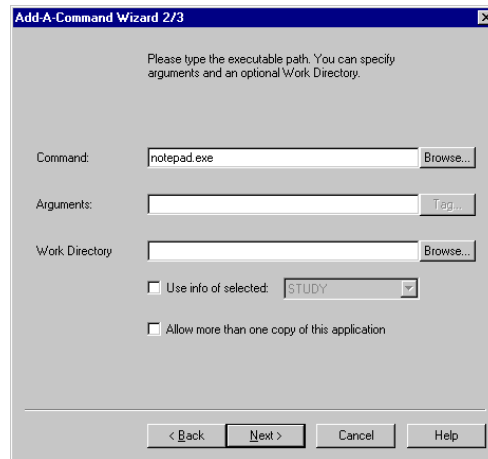 Add-A-Command Wizard 2/3
Please type the executable path. You can specify
arguments and an optional Work Directory.
Command: notepad.exe Browse...
Arguments: Tag...
Work Directory Browse...
Use info of selected: STUDY
Allow more than one copy of this application
< Back Next > Cancel Help